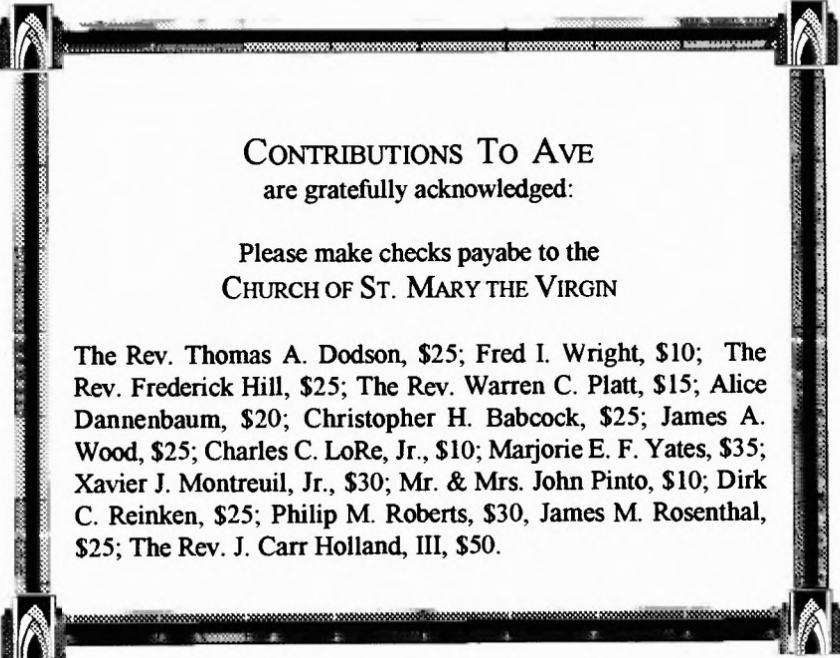 CONTRIBUTIONS TO AVE
are gratefully acknowledged:
Please make checks payabe to the
CHURCH OF ST. MARY THE VIRGIN
The Rev. Thomas A. Dodson, $25; Fred I. Wright, $10; The
Rev. Frederick Hill, $25; The Rev. Warren C. Platt, $15; Alice
Dannenbaum, $20; Christopher H. Babcock, $25; James A.
Wood, $25; Charles C. LoRe, Jr., $10; Marjorie E. F. Yates, $35;
Xavier J. Montreuil, Jr., $30; Mr. & Mrs. John Pinto, $10; Dirk
C. Reinken, $25; Philip M. Roberts, $30, James M. Rosenthal,
$25; The Rev. J. Carr Holland, III, $50.